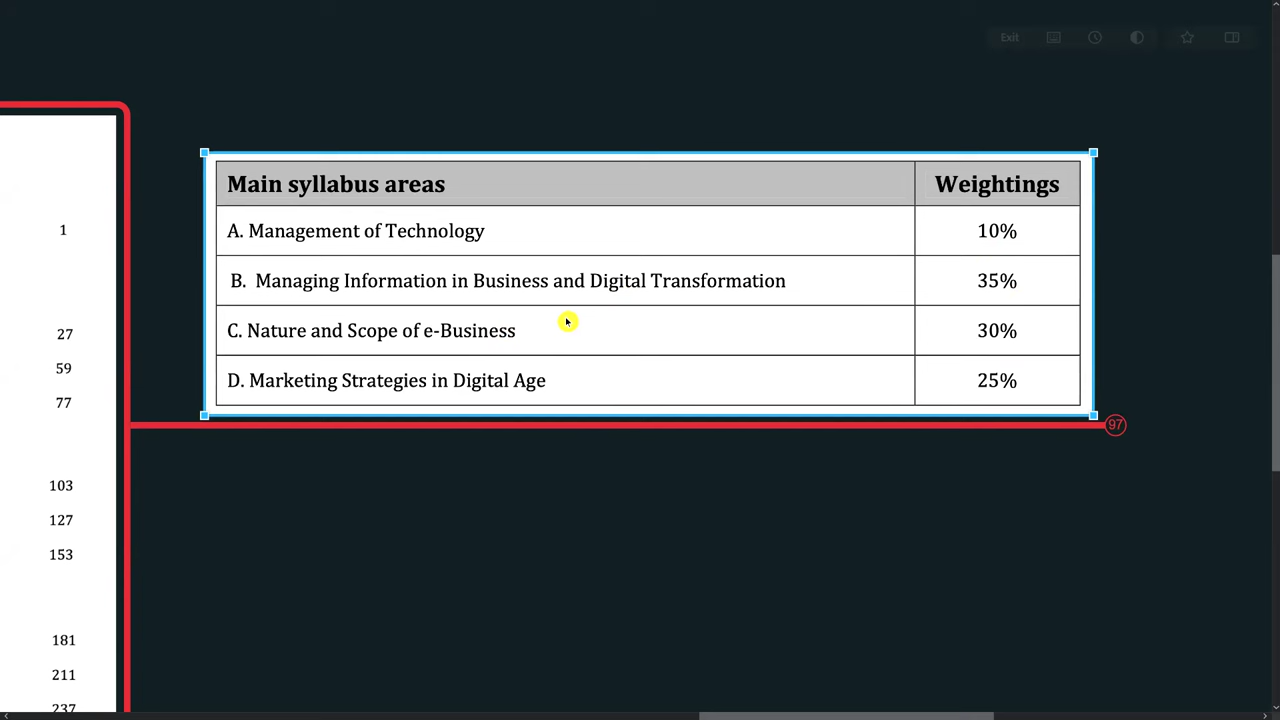 Exit
Main syllabus areas Weightings
1
A. Management of Technology 10%
B. Managing Information in Business and Digital Transformation 35%
27
C. Nature and Scope of e-Business 30%
59
D. Marketing Strategies in Digital Age 25%
77
97
103
127
153
181
211
237